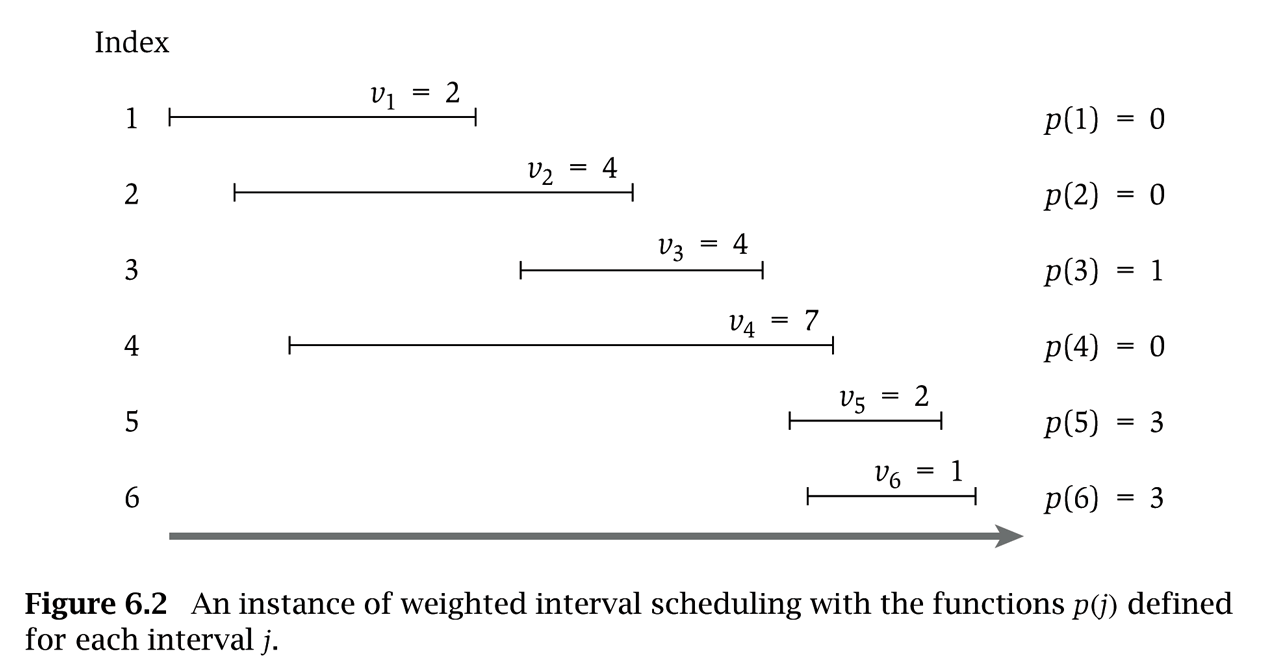 Index
1 v₁ = 2 p(1) = 0
2 v₂ = 4 p(2) = 0
3 v₃ = 4 p(3) = 1
4 v₄ = 7 p(4) = 0
5 v₅ = 2 p(5) = 3
6 v₆ = 1 p(6) = 3
Figure 6.2 An instance of weighted interval scheduling with the functions p(j) defined
for each interval j.